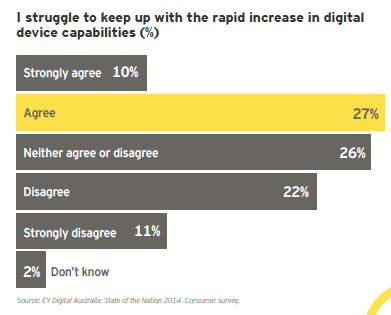 I struggle to keep up with the rapid increase in digital
device capabilities (%)
Strongly agree 10%
Agree 27%
Neither agree or disagree 26%
Disagree 22%
Strongly disagree 11%
2% Don't know
Source: EY Digital Australia: State of the Nation 2014. Consumer survey.